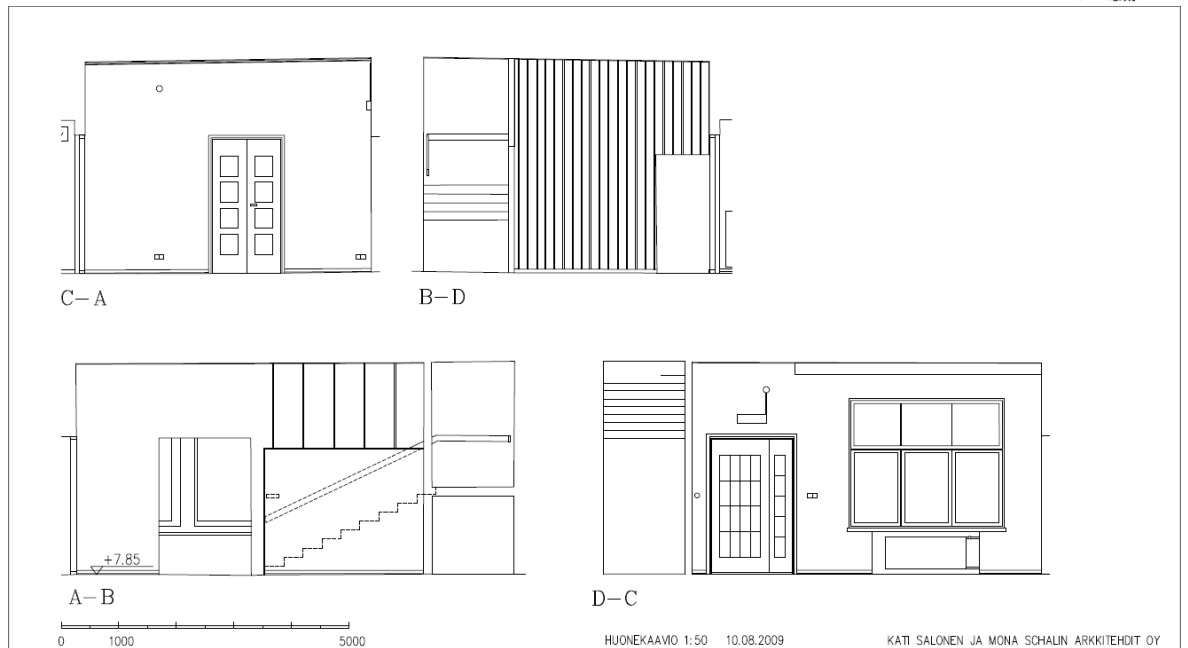 C-A
B-D
+7.85
A-B
D-C
0 1000 5000
HUONEKAAVIO 1:50 10.08.2009 KATI SALONEN JA MONA SCHALIN ARKKITEHDIT OY